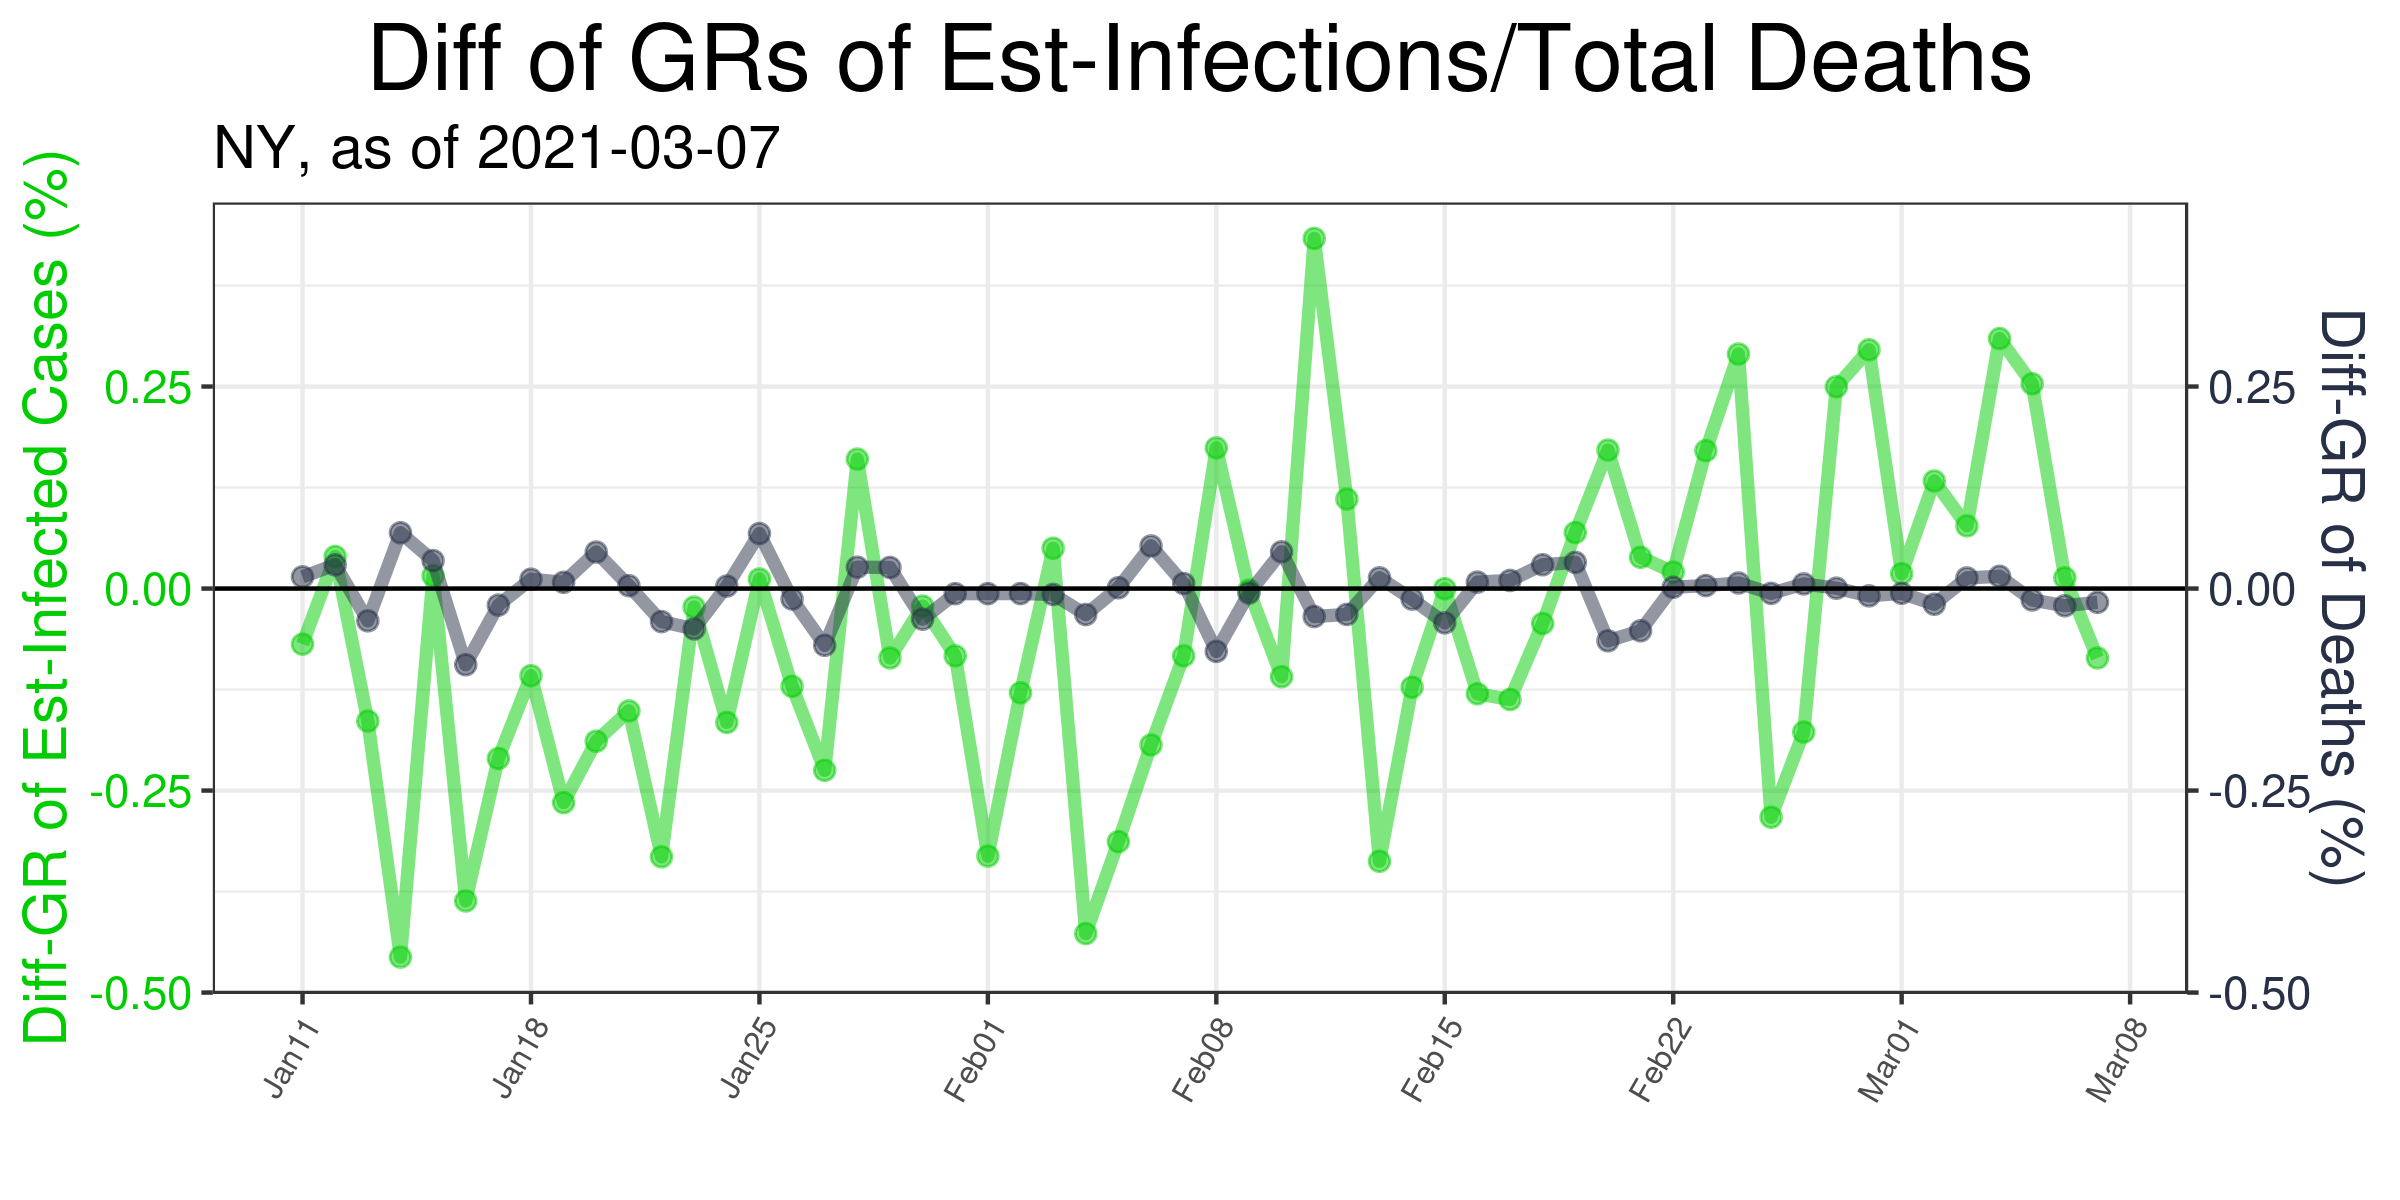 Diff of GRs of Est-Infections/Total Deaths
NY, as of 2021-03-07
Diff-GR of Est-Infected Cases (%)
0.25
0.00
-0.25
-0.50
0.25
0.00
-0.25
-0.50
Diff-GR of Deaths (%)
Jan11
Jan18
Jan25
Feb01
Feb08
Feb15
Feb22
Mar01
Mar08